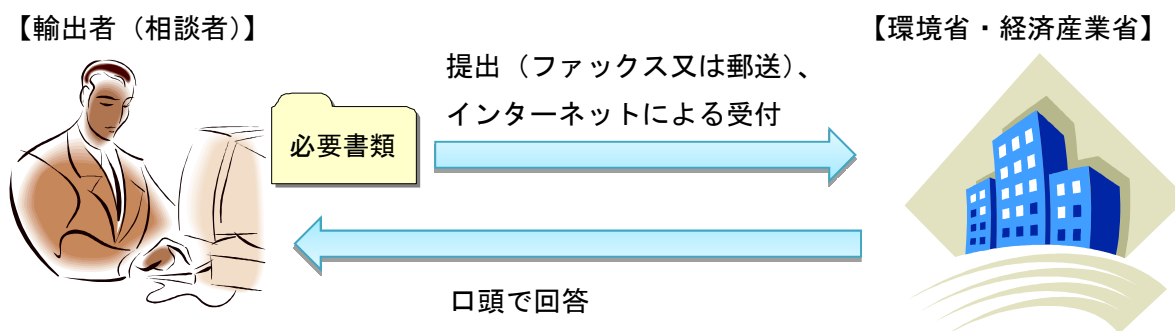 【輸出者（相談者）】
【環境省・経済産業省】
提出（ファックス又は郵送）、
インターネットによる受付
必要書類
口頭で回答